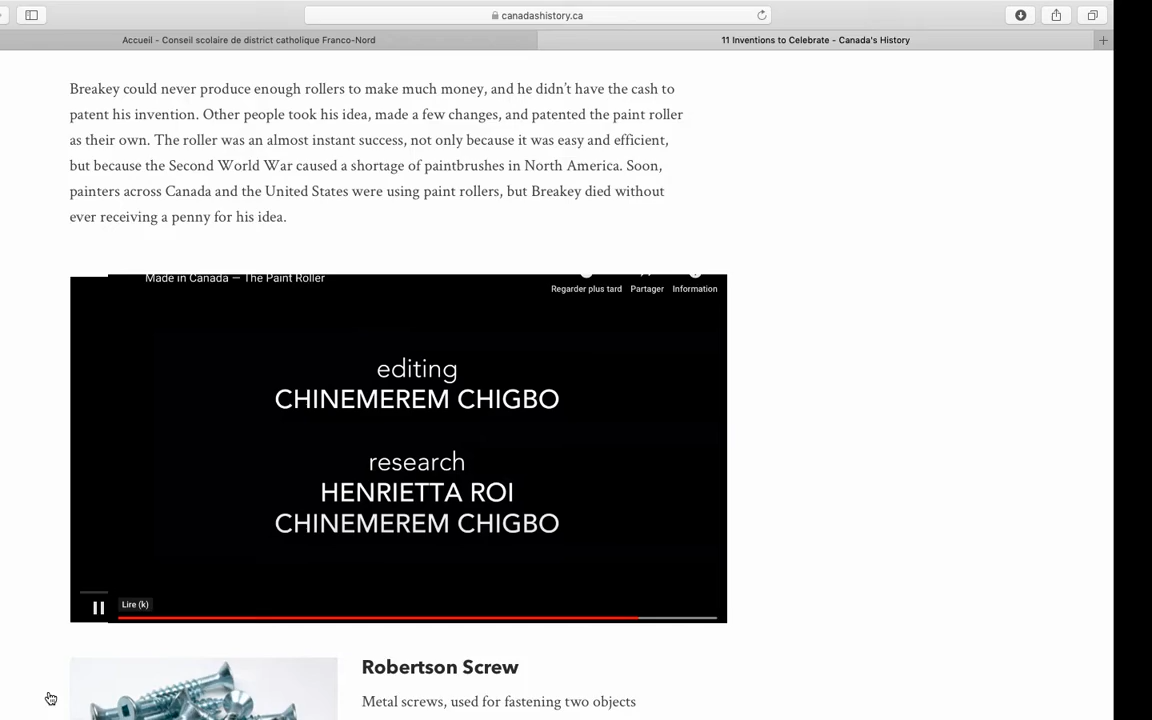 canadashistory.ca
Accueil - Conseil scolaire de district catholique Franco-Nord
11 Inventions to Celebrate - Canada's History
Breakey could never produce enough rollers to make much money, and he didn’t have the cash to
patent his invention. Other people took his idea, made a few changes, and patented the paint roller
as their own. The roller was an almost instant success, not only because it was easy and efficient,
but because the Second World War caused a shortage of paintbrushes in North America. Soon,
painters across Canada and the United States were using paint rollers, but Breakey died without
ever receiving a penny for his idea.
Made in Canada — The Paint Roller
Regarder plus tard Partager Information
editing
CHINEMEREM CHIGBO
research
HENRIETTA ROI
CHINEMEREM CHIGBO
Lire (k)
Robertson Screw
Metal screws, used for fastening two objects